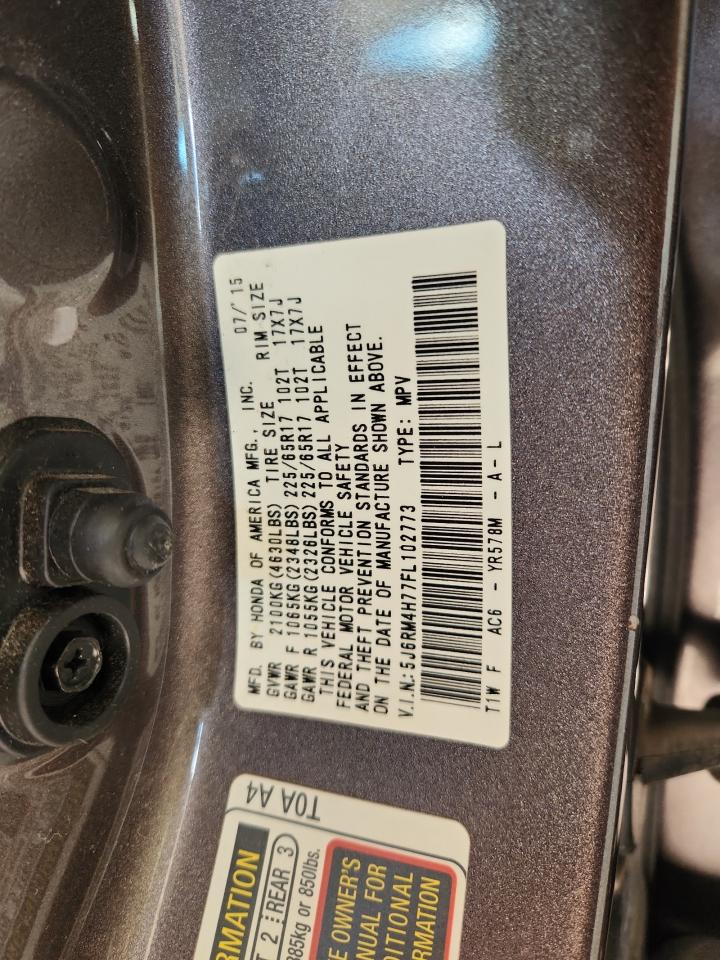 MFD. BY HONDA OF AMERICA MFG., INC. 07/'15
GVWR 2100KG(4630LBS) TIRE SIZE RIM SIZE
GAWR F 1065KG(2348LBS) 225/65R17 102T 17X7J
GAWR R 1055KG(2326LBS) 225/65R17 102T 17X7J
THIS VEHICLE CONFORMS TO ALL APPLICABLE
FEDERAL MOTOR VEHICLE SAFETY
AND THEFT PREVENTION STANDARDS IN EFFECT
ON THE DATE OF MANUFACTURE SHOWN ABOVE.
V.I.N.: 5J6RM4H77FL102773 TYPE: MPV
T1W F AC6 - YR578M - A - L
T0A A4
RMATION
T 2 REAR 3
385kg or 850lbs.
E OWNER'S
NUAL FOR
DITIONAL
RMATION